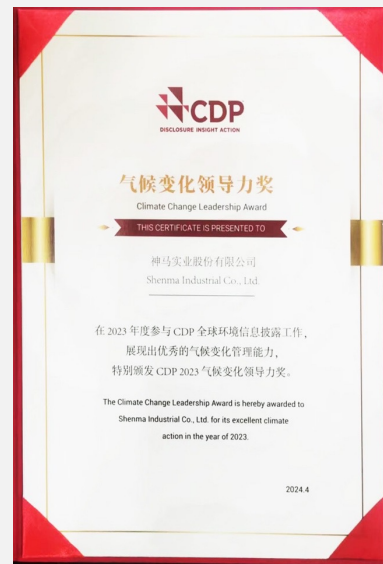 CDP
DISCLOSURE INSIGHT ACTION
气候变化领导力奖
Climate Change Leadership Award
THIS CERTIFICATE IS PRESENTED TO
神马实业股份有限公司
Shenma Industrial Co., Ltd.
在 2023 年度参与 CDP 全球环境信息披露工作，
展现出优秀的气候变化管理能力，
特别颁发 CDP 2023 气候变化领导力奖。
The Climate Change Leadership Award is hereby awarded to
Shenma Industrial Co., Ltd. for its excellent climate
action in the year of 2023.
2024.4